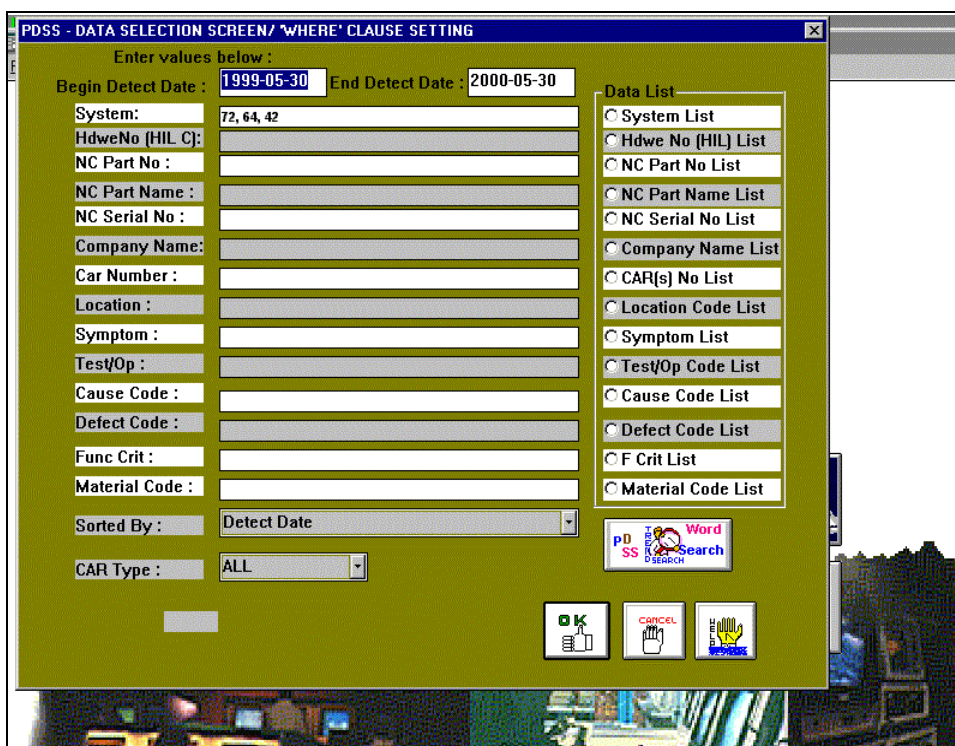 PDSS - DATA SELECTION SCREEN/ 'WHERE' CLAUSE SETTING
Enter values below :
Begin Detect Date : 1999-05-30 End Detect Date : 2000-05-30
Data List
System: 72, 64, 42 System List
HdweNo (HIL C): Hdwe No (HIL) List
NC Part No : NC Part No List
NC Part Name : NC Part Name List
NC Serial No : NC Serial No List
Company Name: Company Name List
Car Number : CAR(s) No List
Location : Location Code List
Symptom : Symptom List
Test/Op : Test/Op Code List
Cause Code : Cause Code List
Defect Code : Defect Code List
Func Crit : F Crit List
Material Code : Material Code List
Sorted By : Detect Date
PDSS TREND SEARCH Word Search
CAR Type : ALL
OK CANCEL HELP